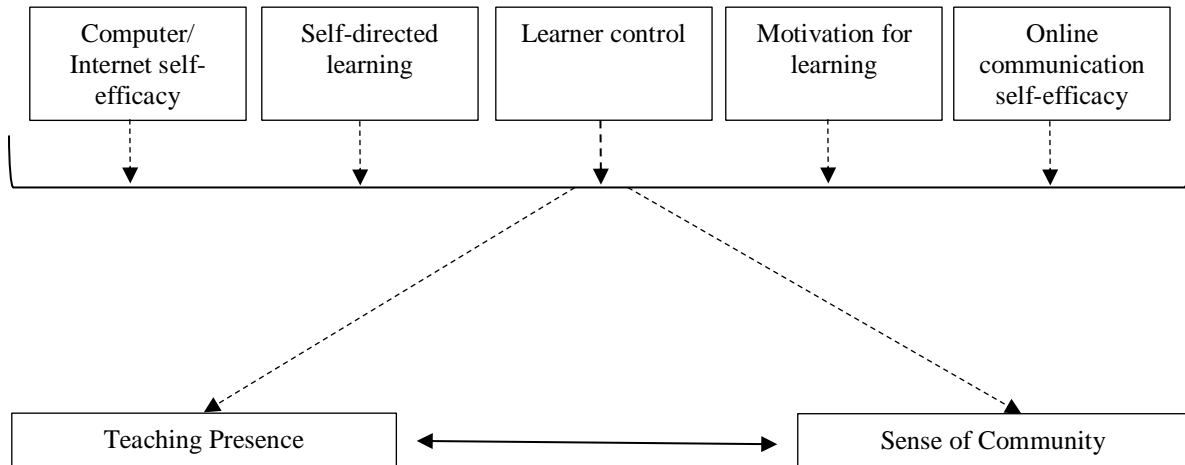 Computer/
Internet self-
efficacy
Self-directed
learning
Learner control
Motivation for
learning
Online
communication
self-efficacy
Teaching Presence
Sense of Community